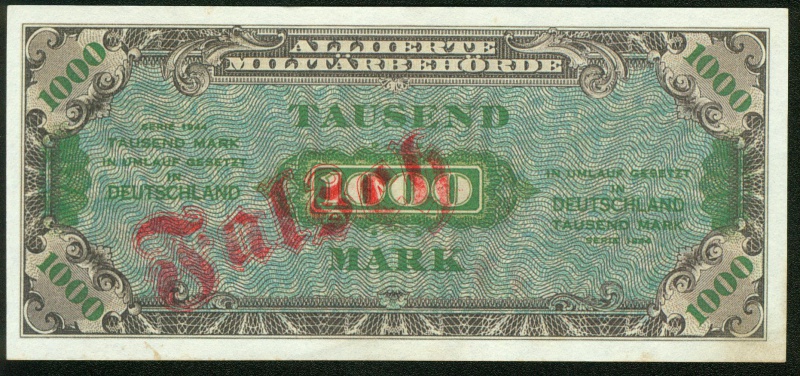 1000
ALLIIERTE
MILITÄRBEHÖRDE
1000
TAUSEND
SERIE 1944
TAUSEND MARK
IN UMLAUF GESETZT
IN
DEUTSCHLAND
1000
IN UMLAUF GESETZT
IN
DEUTSCHLAND
TAUSEND MARK
SERIE 1944
Falsch
MARK
1000
1000